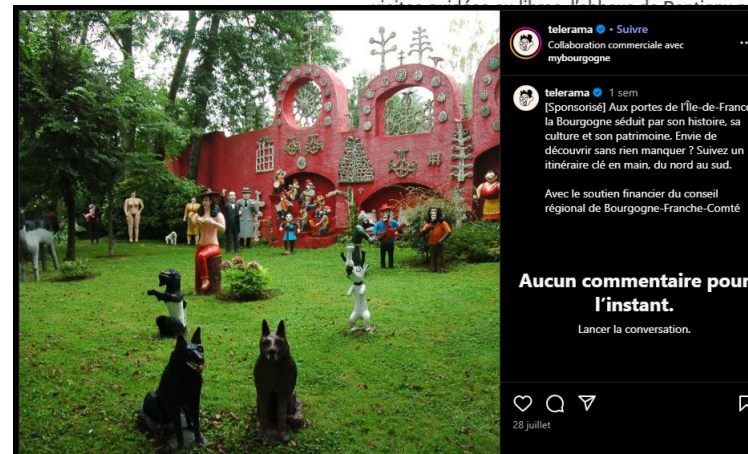 telerama • Suivre
Collaboration commerciale avec
mybourgogne
telerama 1 sem
[Sponsorisé] Aux portes de l'Île-de-France
la Bourgogne séduit par son histoire, sa
culture et son patrimoine. Envie de
découvrir sans rien manquer ? Suivez un
itinéraire clé en main, du nord au sud.
Avec le soutien financier du conseil
régional de Bourgogne-Franche-Comté
Aucun commentaire pour
l'instant.
Lancer la conversation.
28 juillet